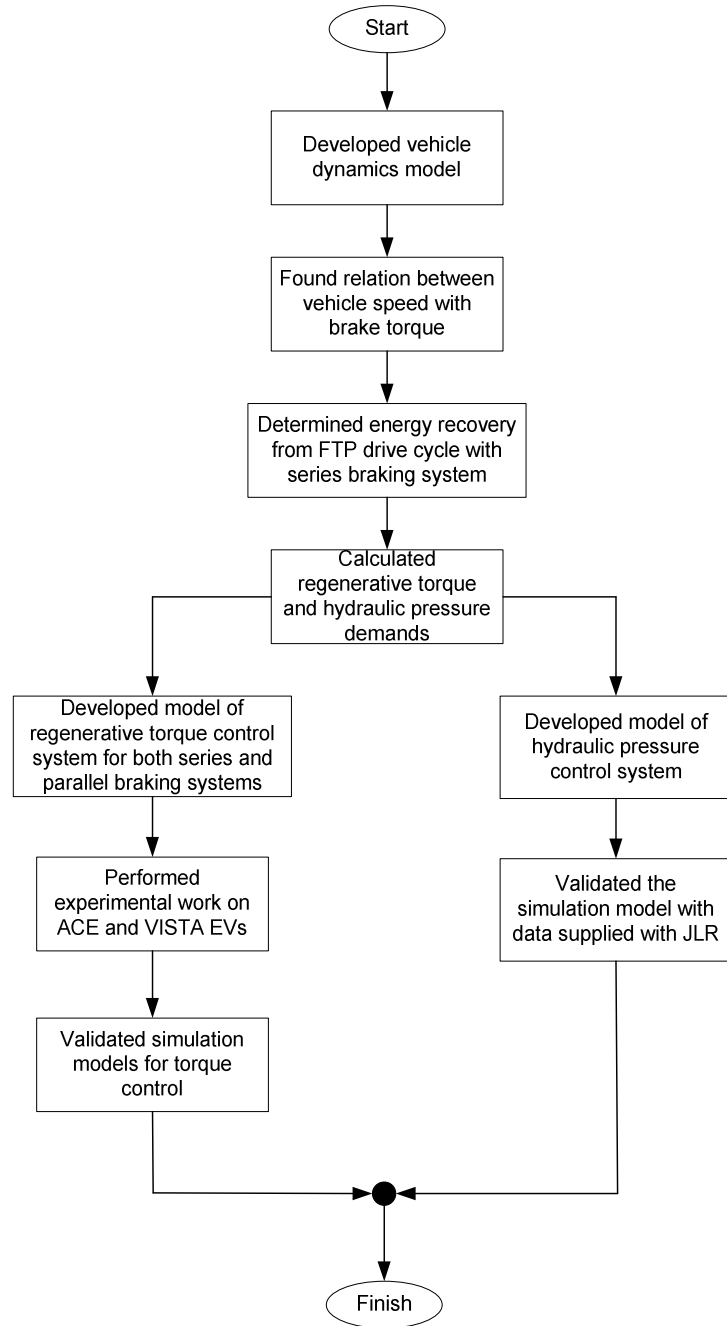 Start
Developed vehicle
dynamics model
Found relation between
vehicle speed with
brake torque
Determined energy recovery
from FTP drive cycle with
series braking system
Calculated
regenerative torque
and hydraulic pressure
demands
Developed model of
regenerative torque control
system for both series and
parallel braking systems
Developed model of
hydraulic pressure
control system
Performed
experimental work on
ACE and VISTA EVs
Validated the
simulation model with
data supplied with JLR
Validated simulation
models for torque
control
Finish